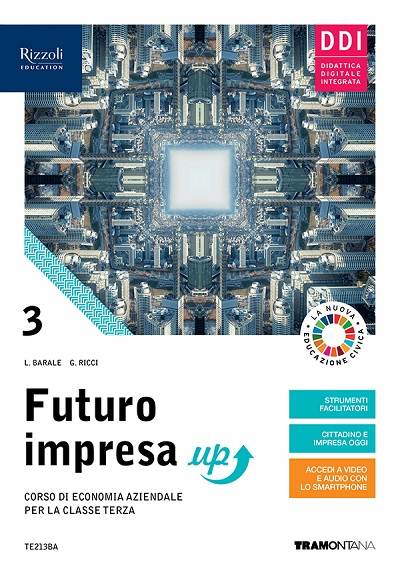 Rizzoli
EDUCATION
DDI
DIDATTICA
DIGITALE
INTEGRATA
3
LA NUOVA
EDUCAZIONE CIVICA
L. BARALE G. RICCI
Futuro
impresa up
STRUMENTI
FACILITATORI
CITTADINO E
IMPRESA OGGI
ACCEDI A VIDEO
E AUDIO CON
LO SMARTPHONE
CORSO DI ECONOMIA AZIENDALE
PER LA CLASSE TERZA
TE213BA
TRAMONTANA